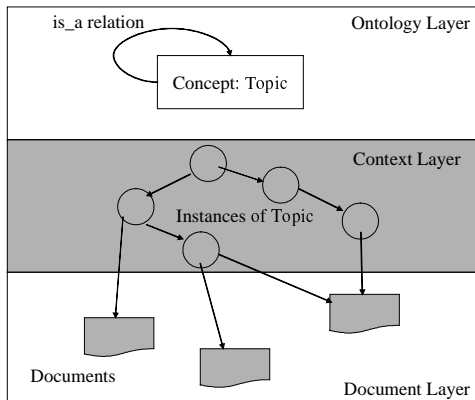 is_a relation
Ontology Layer
Concept: Topic
Context Layer
Instances of Topic
Documents
Document Layer